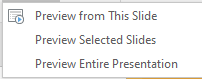 Preview from This Slide
Preview Selected Slides
Preview Entire Presentation